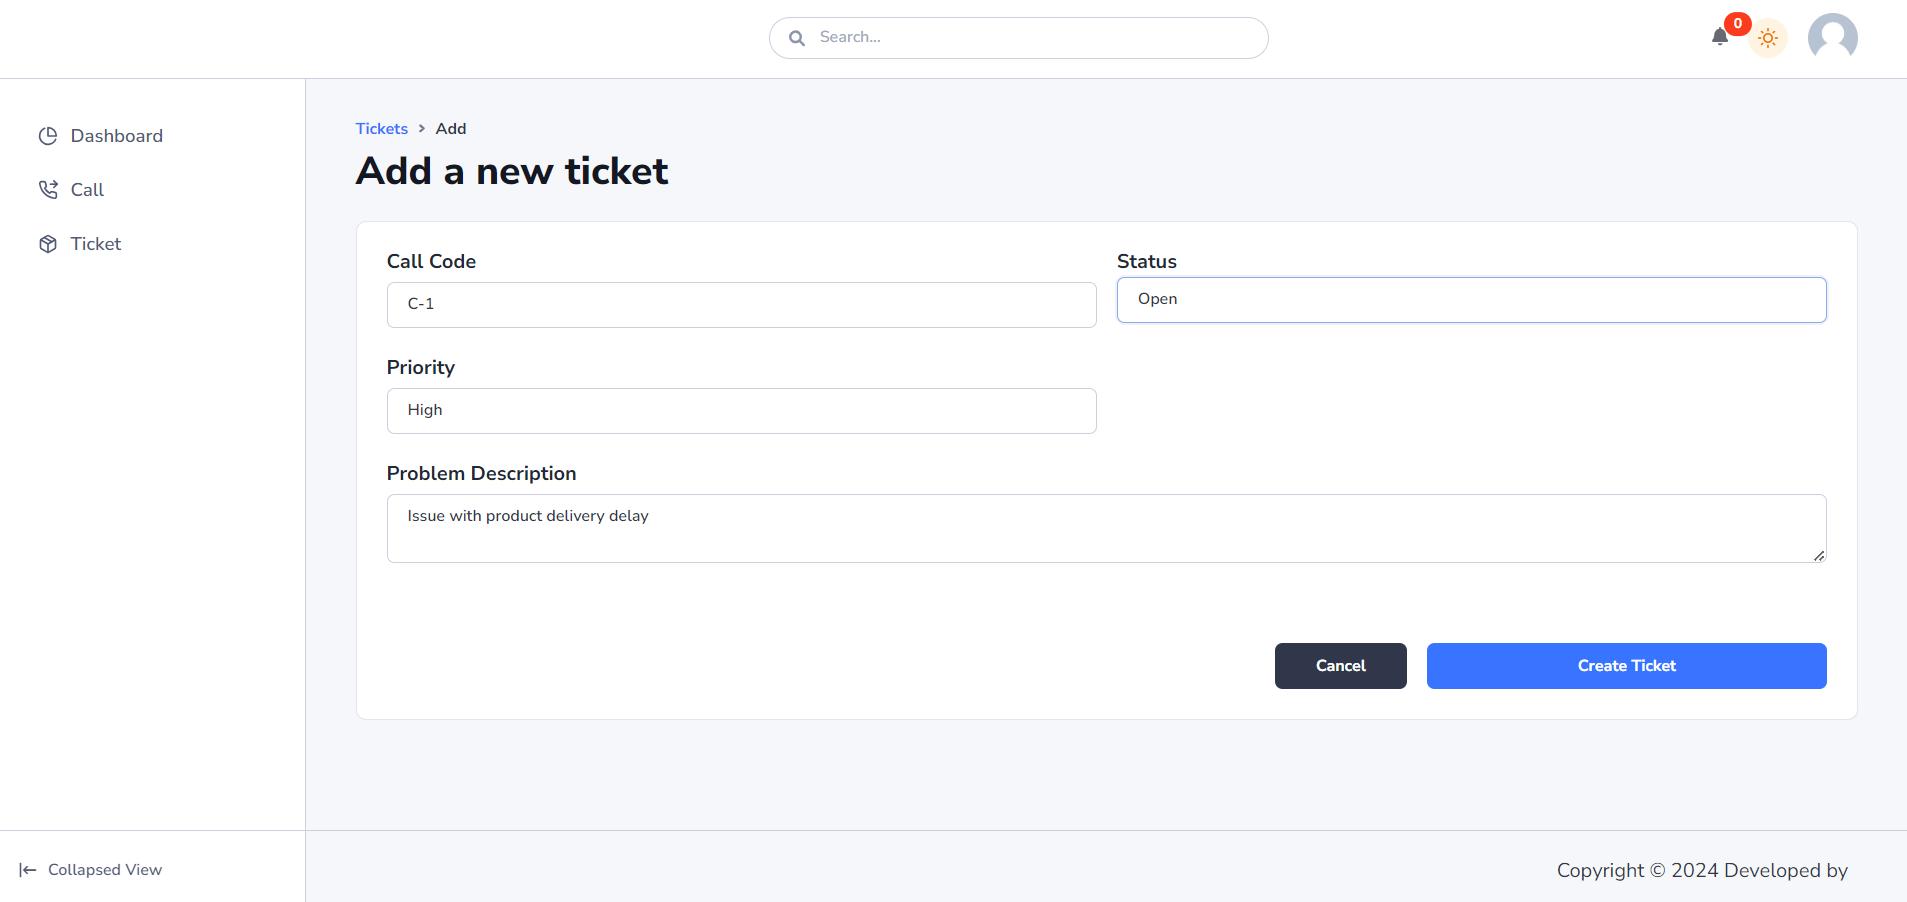 Search...
0
Dashboard
Call
Ticket
Tickets > Add
Add a new ticket
Call Code
Status
C-1
Open
Priority
High
Problem Description
Issue with product delivery delay
Cancel
Create Ticket
Collapsed View
Copyright © 2024 Developed by